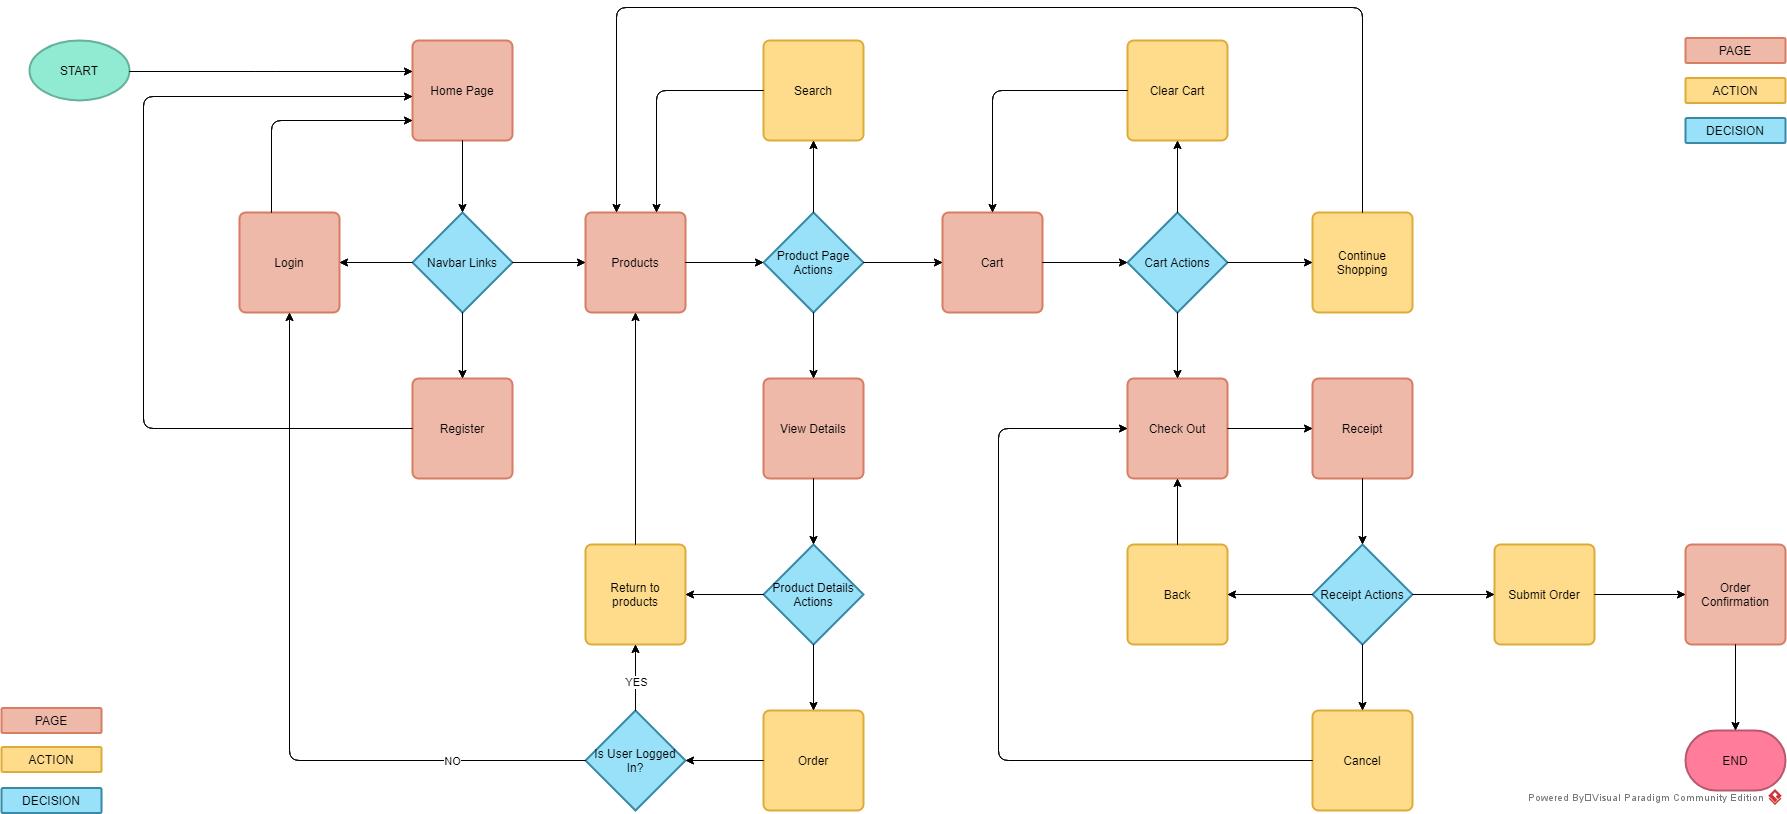 START
Home Page
Search
Clear Cart
PAGE
ACTION
DECISION
Login
Navbar Links
Products
Product Page
Actions
Cart
Cart Actions
Continue
Shopping
Register
View Details
Check Out
Receipt
Return to
products
Product Details
Actions
Back
Receipt Actions
Submit Order
Order
Confirmation
YES
NO
Is User Logged
In?
Order
Cancel
END
PAGE
ACTION
DECISION
Powered By Visual Paradigm Community Edition